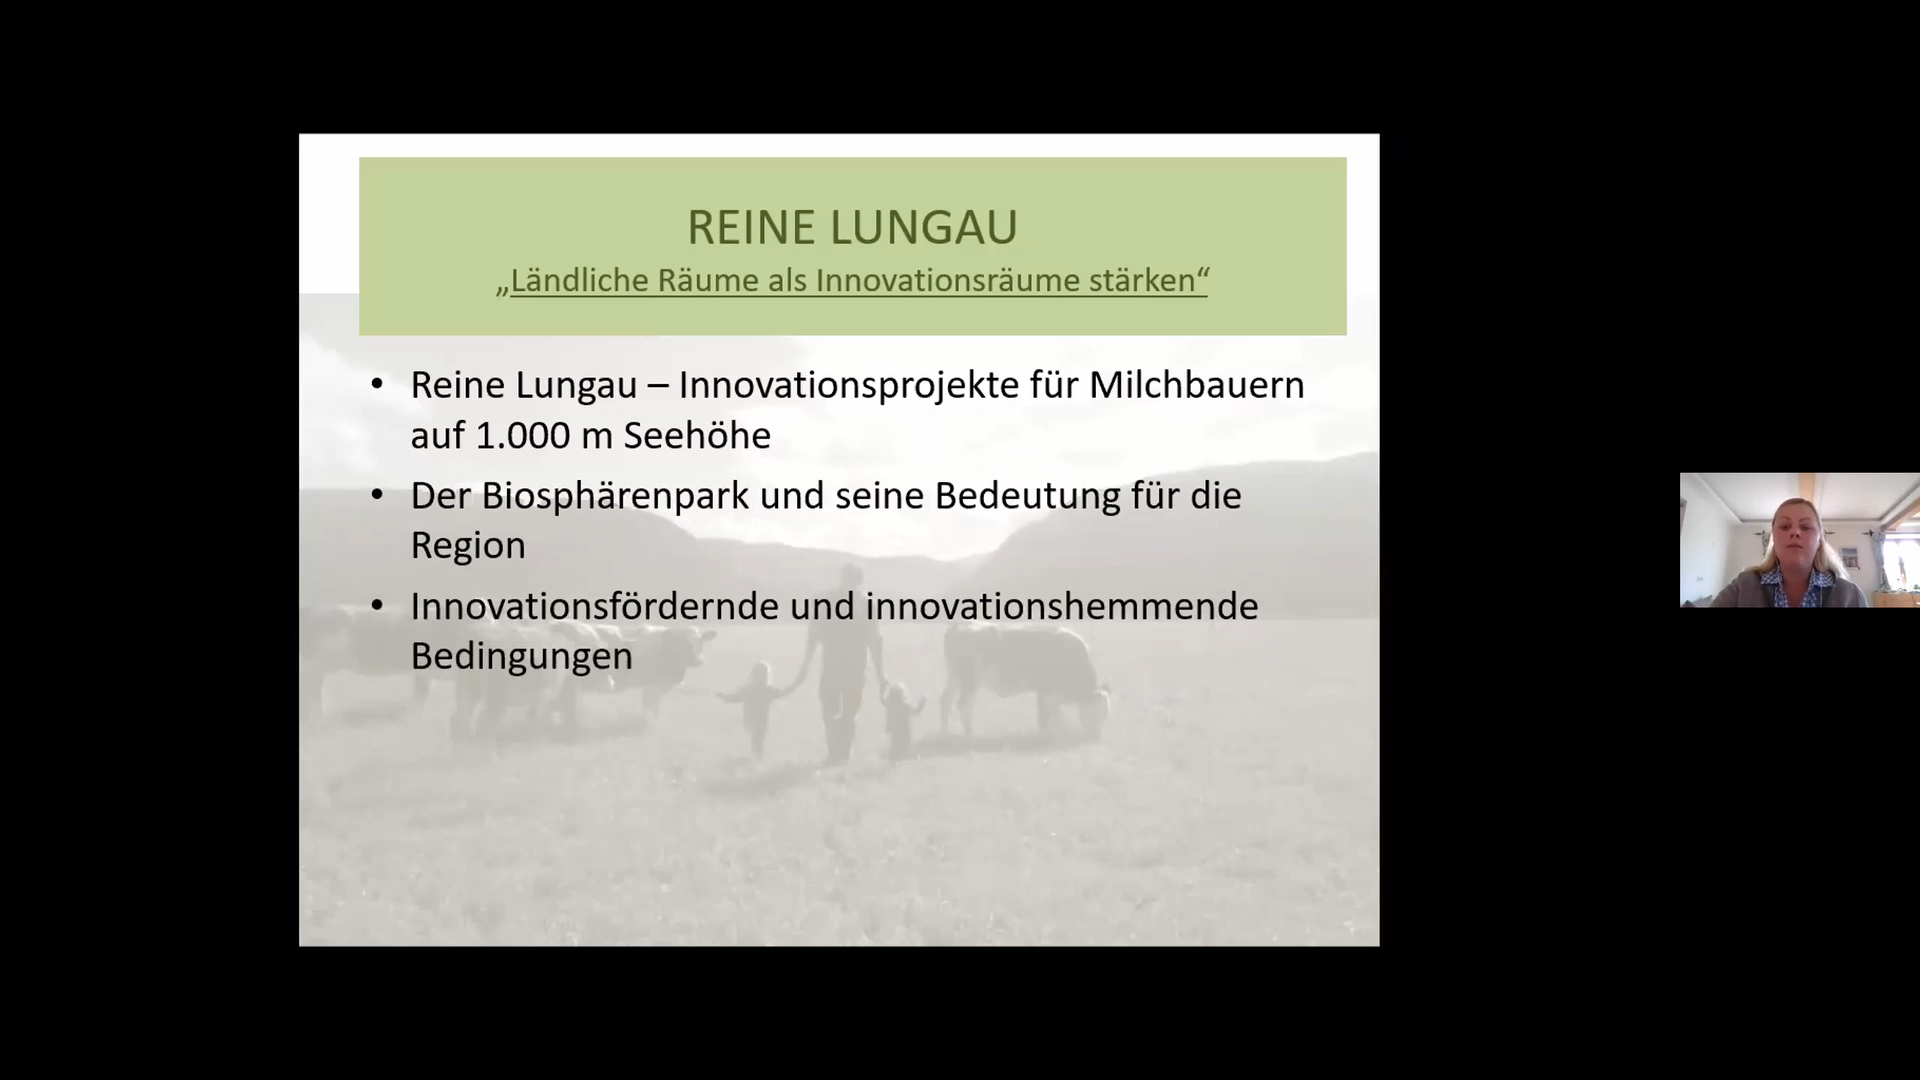 REINE LUNGAU
„Ländliche Räume als Innovationsräume stärken“
• Reine Lungau – Innovationsprojekte für Milchbauern
auf 1.000 m Seehöhe
• Der Biosphärenpark und seine Bedeutung für die
Region
• Innovationsfördernde und innovationshemmende
Bedingungen